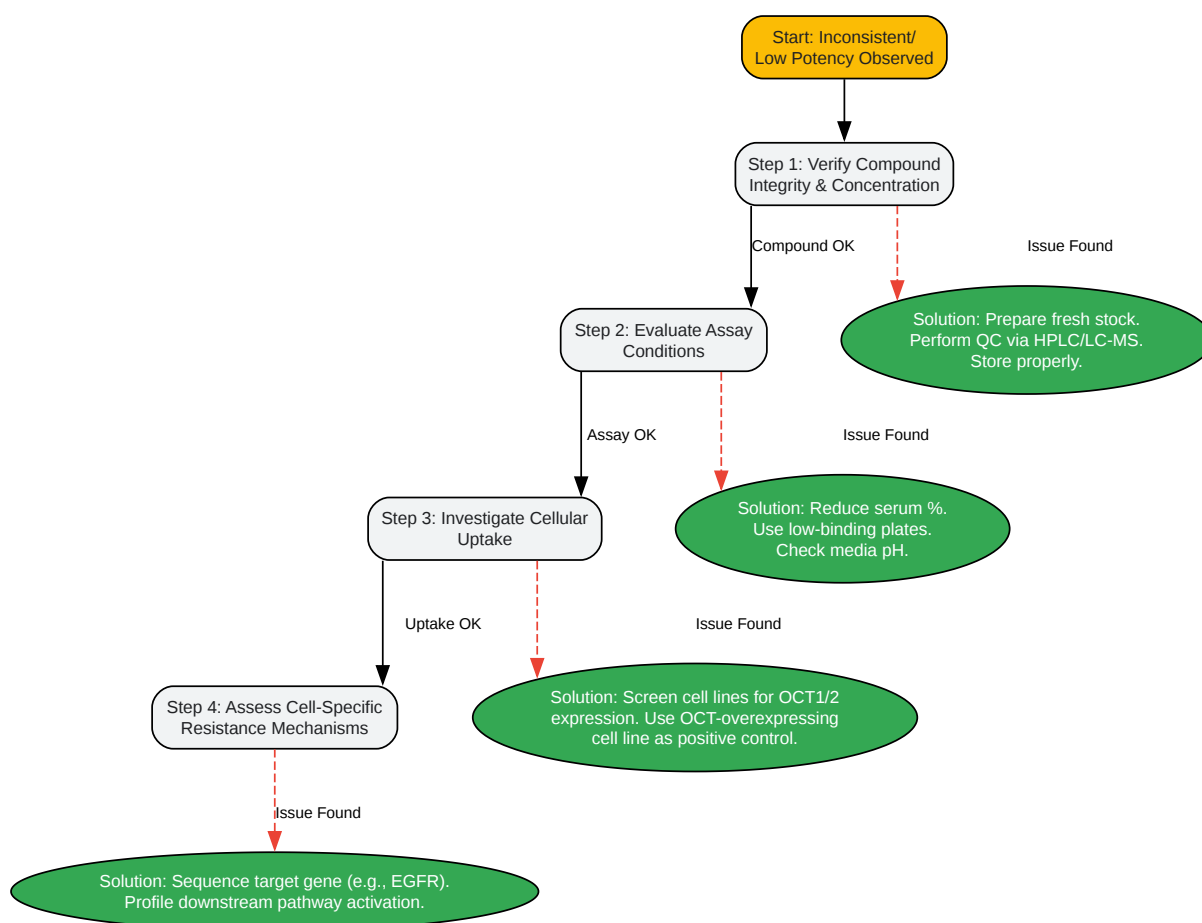 Start: Inconsistent/
Low Potency Observed
Step 1: Verify Compound
Integrity & Concentration
Compound OK
Issue Found
Solution: Prepare fresh stock.
Perform QC via HPLC/LC-MS.
Store properly.
Step 2: Evaluate Assay
Conditions
Assay OK
Issue Found
Solution: Reduce serum %.
Use low-binding plates.
Check media pH.
Step 3: Investigate Cellular
Uptake
Uptake OK
Issue Found
Solution: Screen cell lines for OCT1/2
expression. Use OCT-overexpressing
cell line as positive control.
Step 4: Assess Cell-Specific
Resistance Mechanisms
Issue Found
Solution: Sequence target gene (e.g., EGFR).
Profile downstream pathway activation.